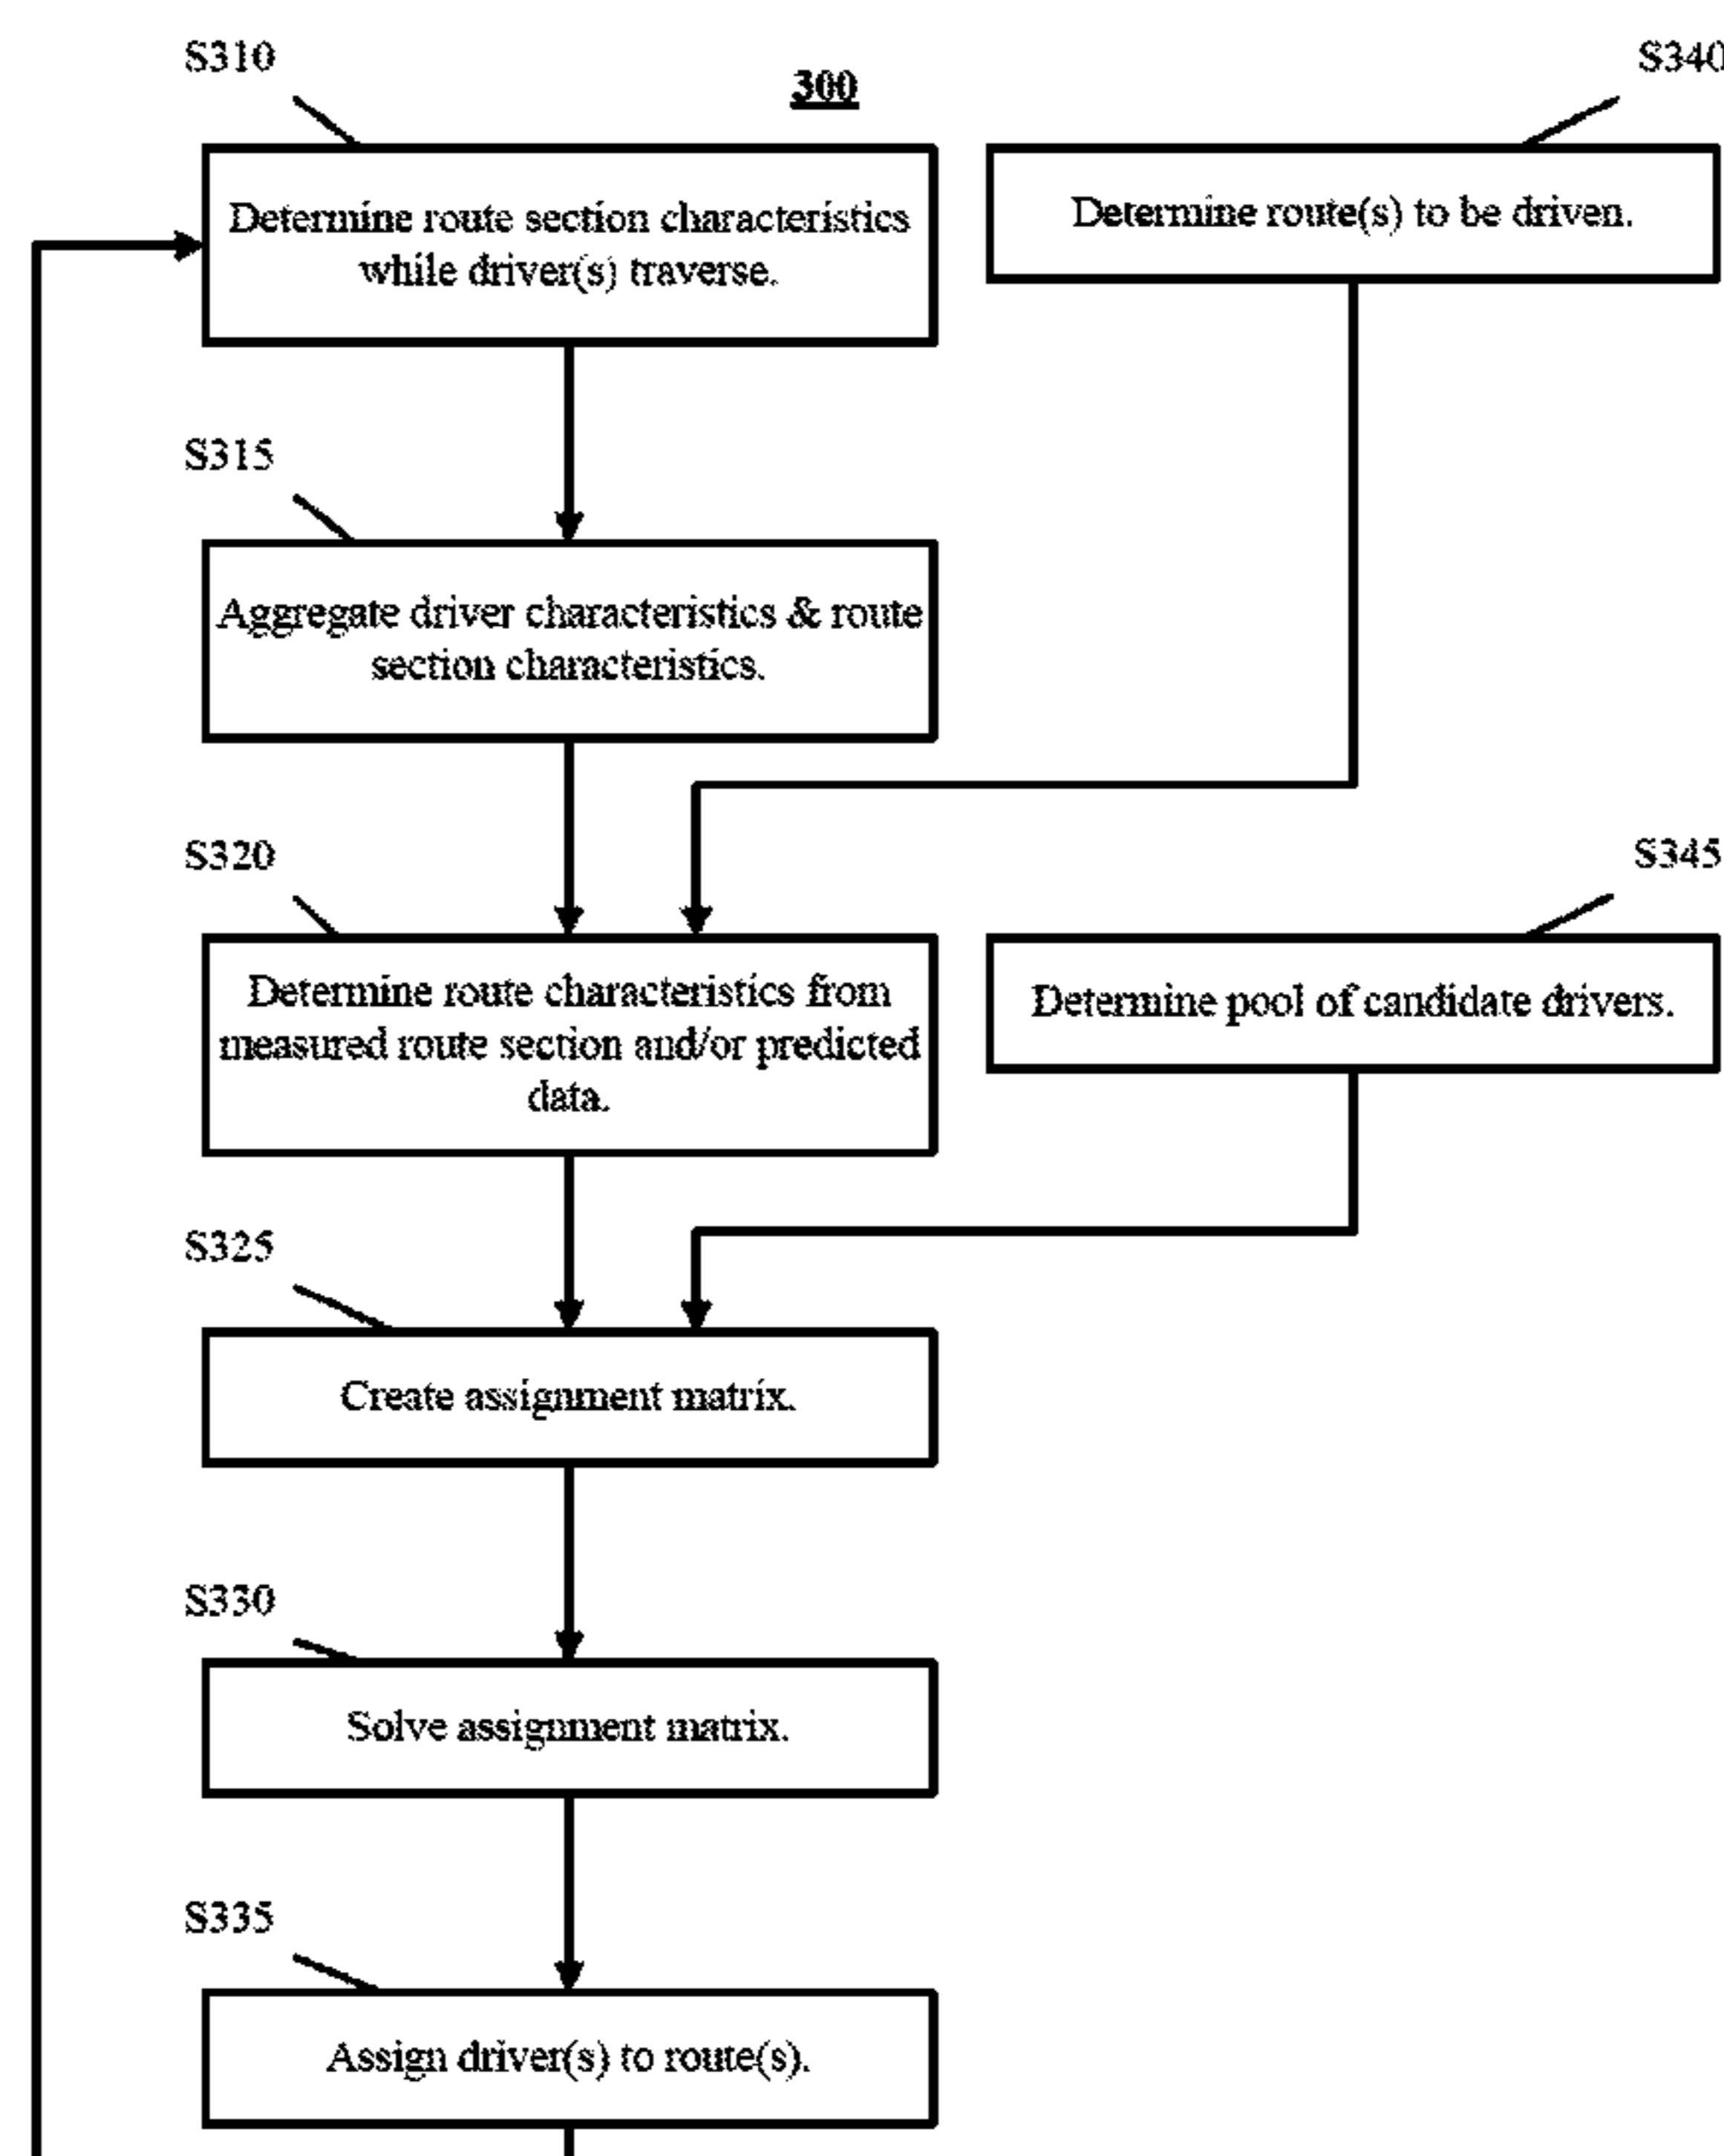 S310
300
S340
Determine route section characteristics
while driver(s) traverse.
Determine route(s) to be driven.
S315
Aggregate driver characteristics & route
section characteristics.
S320
S345
Determine route characteristics from
measured route section and/or predicted
data.
Determine pool of candidate drivers.
S325
Create assignment matrix.
S330
Solve assignment matrix.
S335
Assign driver(s) to route(s).